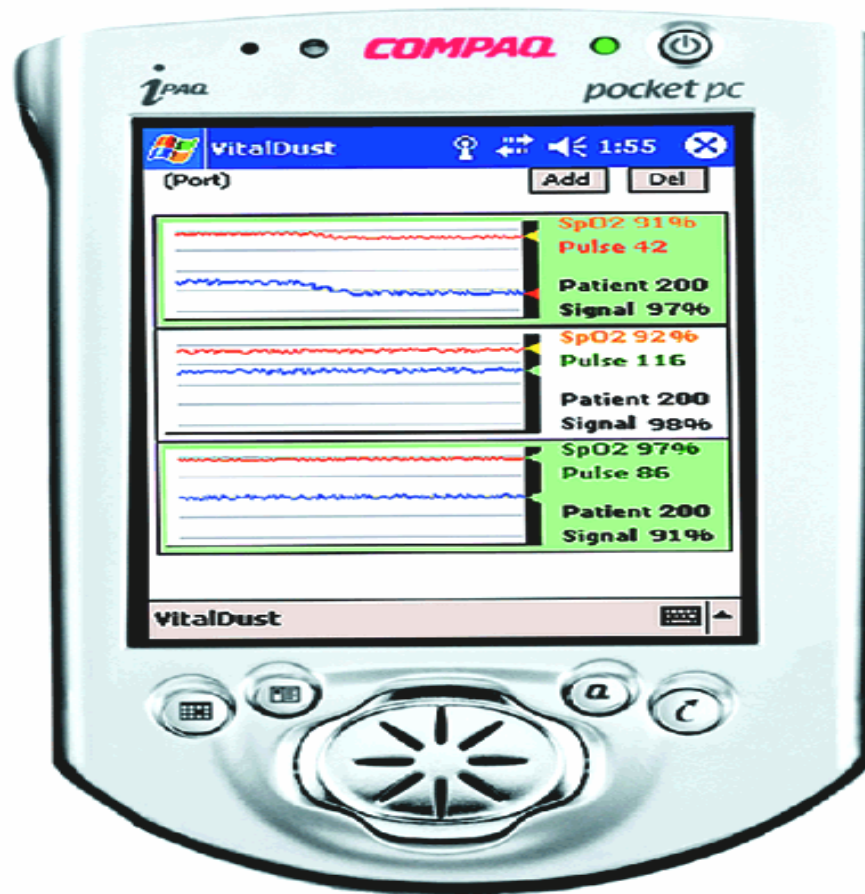 COMPAQ
iPAQ pocket pc
VitalDust 1:55
(Port) Add Del
SpO2 91%
Pulse 42
Patient 200
Signal 97%
SpO2 92%
Pulse 116
Patient 200
Signal 98%
SpO2 97%
Pulse 86
Patient 200
Signal 91%
VitalDust
a